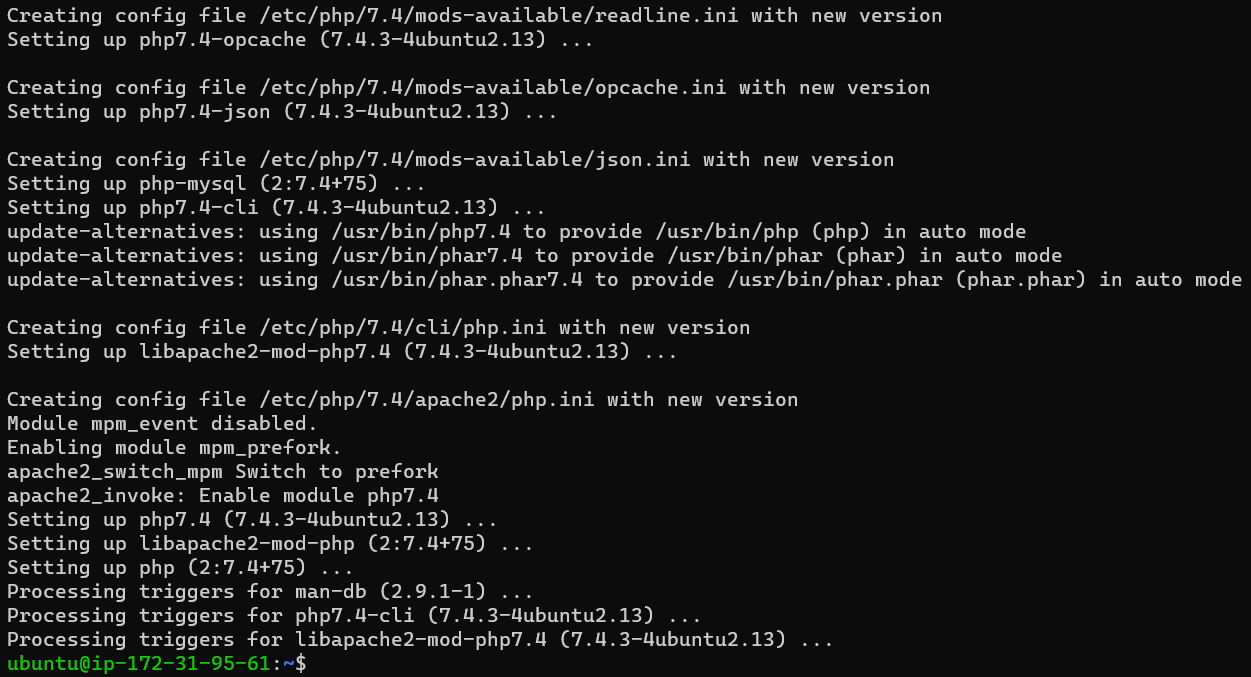 Creating config file /etc/php/7.4/mods-available/readline.ini with new version
Setting up php7.4-opcache (7.4.3-4ubuntu2.13) ...
Creating config file /etc/php/7.4/mods-available/opcache.ini with new version
Setting up php7.4-json (7.4.3-4ubuntu2.13) ...
Creating config file /etc/php/7.4/mods-available/json.ini with new version
Setting up php-mysql (2:7.4+75) ...
Setting up php7.4-cli (7.4.3-4ubuntu2.13) ...
update-alternatives: using /usr/bin/php7.4 to provide /usr/bin/php (php) in auto mode
update-alternatives: using /usr/bin/phar7.4 to provide /usr/bin/phar (phar) in auto mode
update-alternatives: using /usr/bin/phar.phar7.4 to provide /usr/bin/phar.phar (phar.phar) in auto mode
Creating config file /etc/php/7.4/cli/php.ini with new version
Setting up libapache2-mod-php7.4 (7.4.3-4ubuntu2.13) ...
Creating config file /etc/php/7.4/apache2/php.ini with new version
Module mpm_event disabled.
Enabling module mpm_prefork.
apache2_switch_mpm Switch to prefork
apache2_invoke: Enable module php7.4
Setting up php7.4 (7.4.3-4ubuntu2.13) ...
Setting up libapache2-mod-php (2:7.4+75) ...
Setting up php (2:7.4+75) ...
Processing triggers for man-db (2.9.1-1) ...
Processing triggers for php7.4-cli (7.4.3-4ubuntu2.13) ...
Processing triggers for libapache2-mod-php7.4 (7.4.3-4ubuntu2.13) ...
ubuntu@ip-172-31-95-61:~$